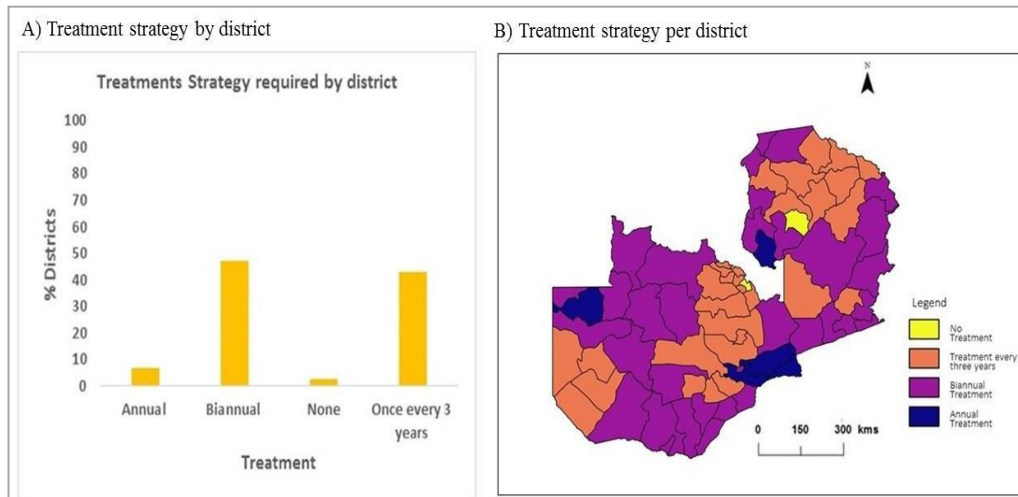 A) Treatment strategy by district
Treatments Strategy required by district
100
90
80
70
60
50
40
30
20
10
0
% Districts
Annual
Biannual
None
Once every 3
years
Treatment
B) Treatment strategy per district
N
Legend
No
Treatment
Treatment every
three years
Biannual
Treatment
Annual
Treatment
0 150 300 kms